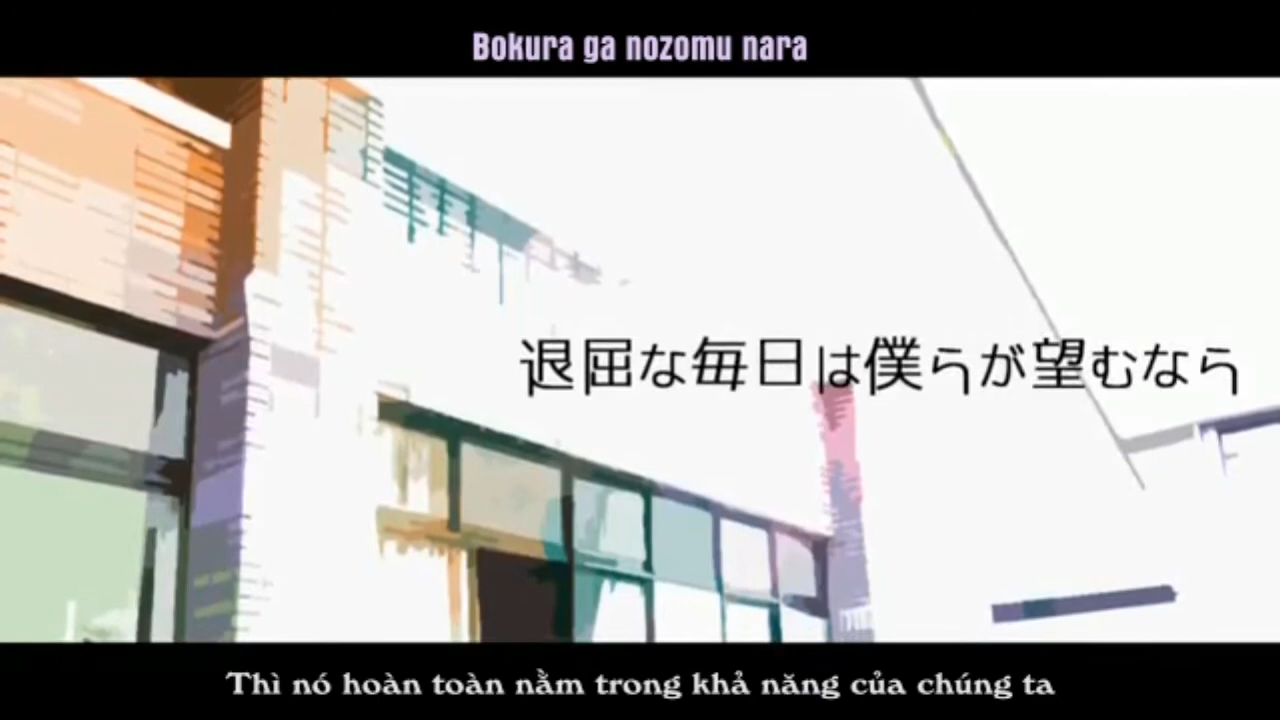 Bokura ga nozomu nara
退屈な毎日は僕らが望むなら
Thì nó hoàn toàn nằm trong khả năng của chúng ta